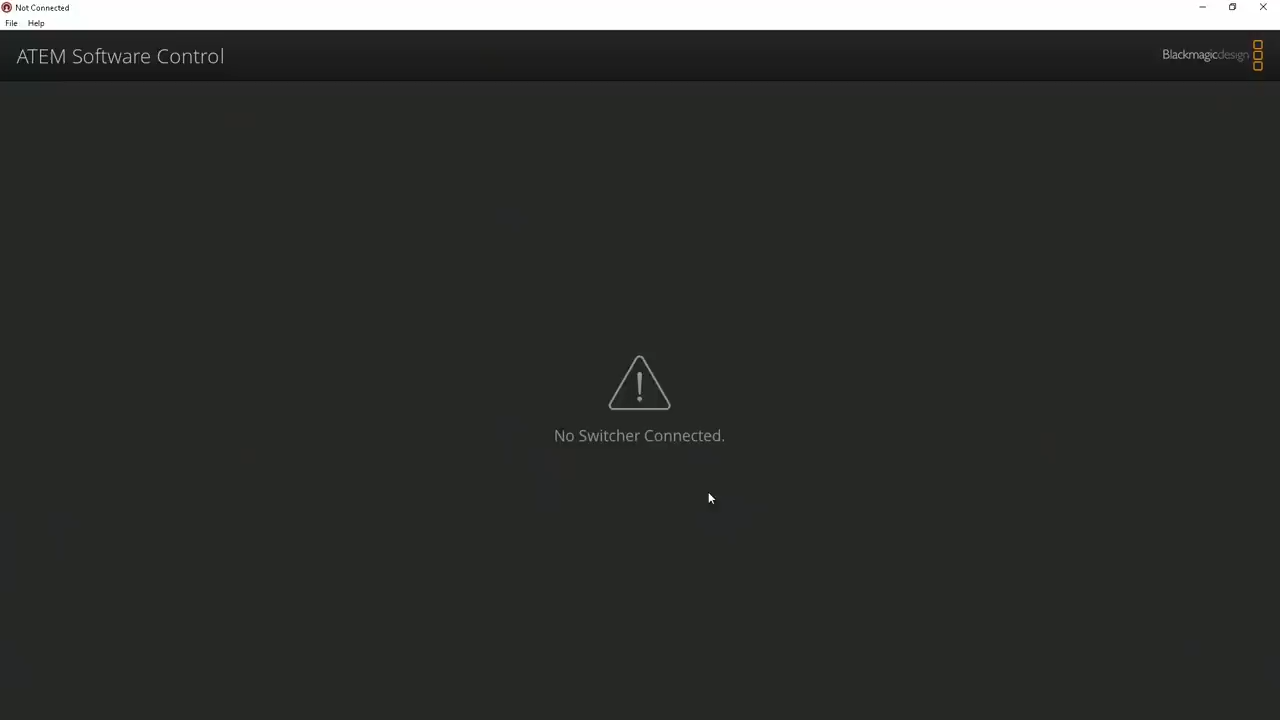 Not Connected
File Help
ATEM Software Control
Blackmagicdesign
!
No Switcher Connected.